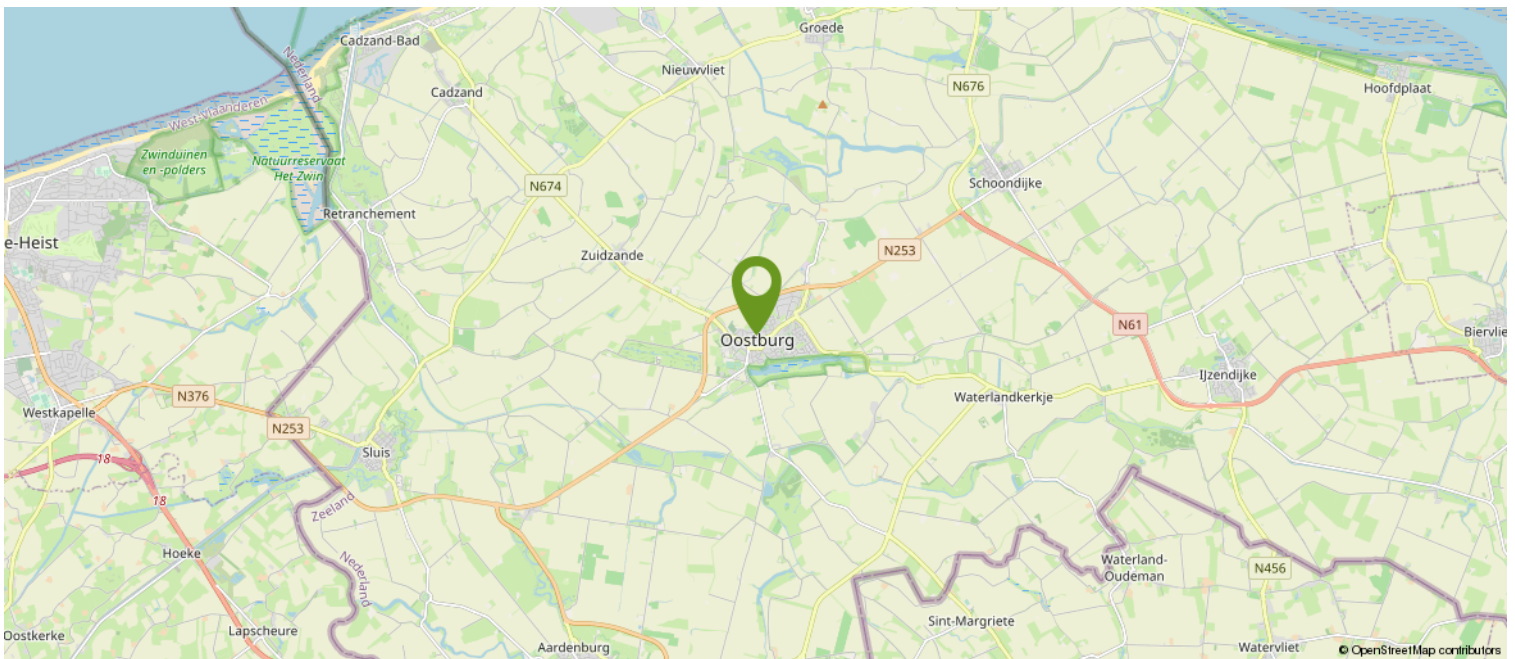 Groede
Cadzand-Bad
Nederland
Nieuwvliet
N676
Hoofdplaat
Cadzand
West-Vlaanderen
Zwinduinen
en -polders
Natuurreservaat
Het-Zwin
N674
Schoondijke
Retranchement
e-Heist
Zuidzande
N253
N61
Oostburg
Biervlie
IJzendijke
N376
Waterlandkerkje
Westkapelle
N253
Sluis
18
18
Zeeland
Hoeke
Nederland
Waterland-
Oudeman
N456
Oostkerke
Lapscheure
Sint-Margriete
Aardenburg
Watervliet
© OpenStreetMap contributors